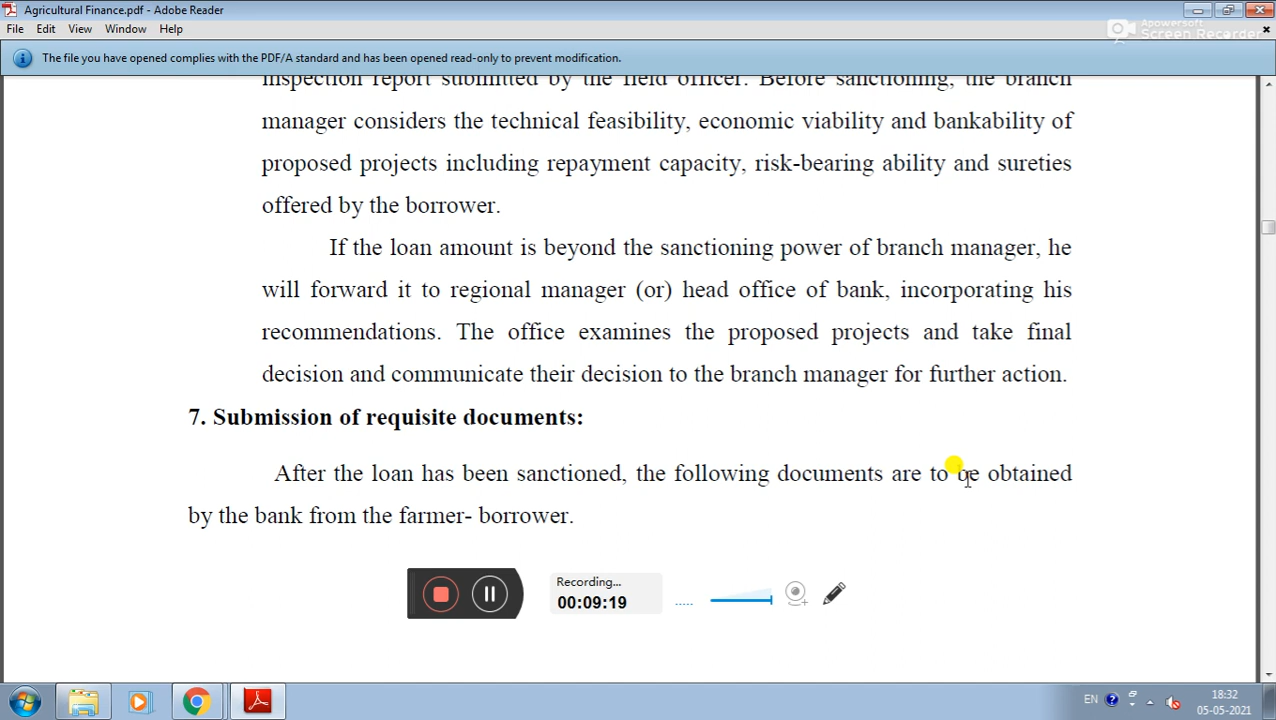 Agricultural Finance.pdf - Adobe Reader
File Edit View Window Help
Apowersoft
Screen Recorder
The file you have opened complies with the PDF/A standard and has been opened read-only to prevent modification.
inspection report submitted by the field officer. Before sanctioning, the branch
manager considers the technical feasibility, economic viability and bankability of
proposed projects including repayment capacity, risk-bearing ability and sureties
offered by the borrower.
If the loan amount is beyond the sanctioning power of branch manager, he
will forward it to regional manager (or) head office of bank, incorporating his
recommendations. The office examines the proposed projects and take final
decision and communicate their decision to the branch manager for further action.
7. Submission of requisite documents:
After the loan has been sanctioned, the following documents are to be obtained
by the bank from the farmer- borrower.
Recording...
00:09:19
EN
18:32
05-05-2021